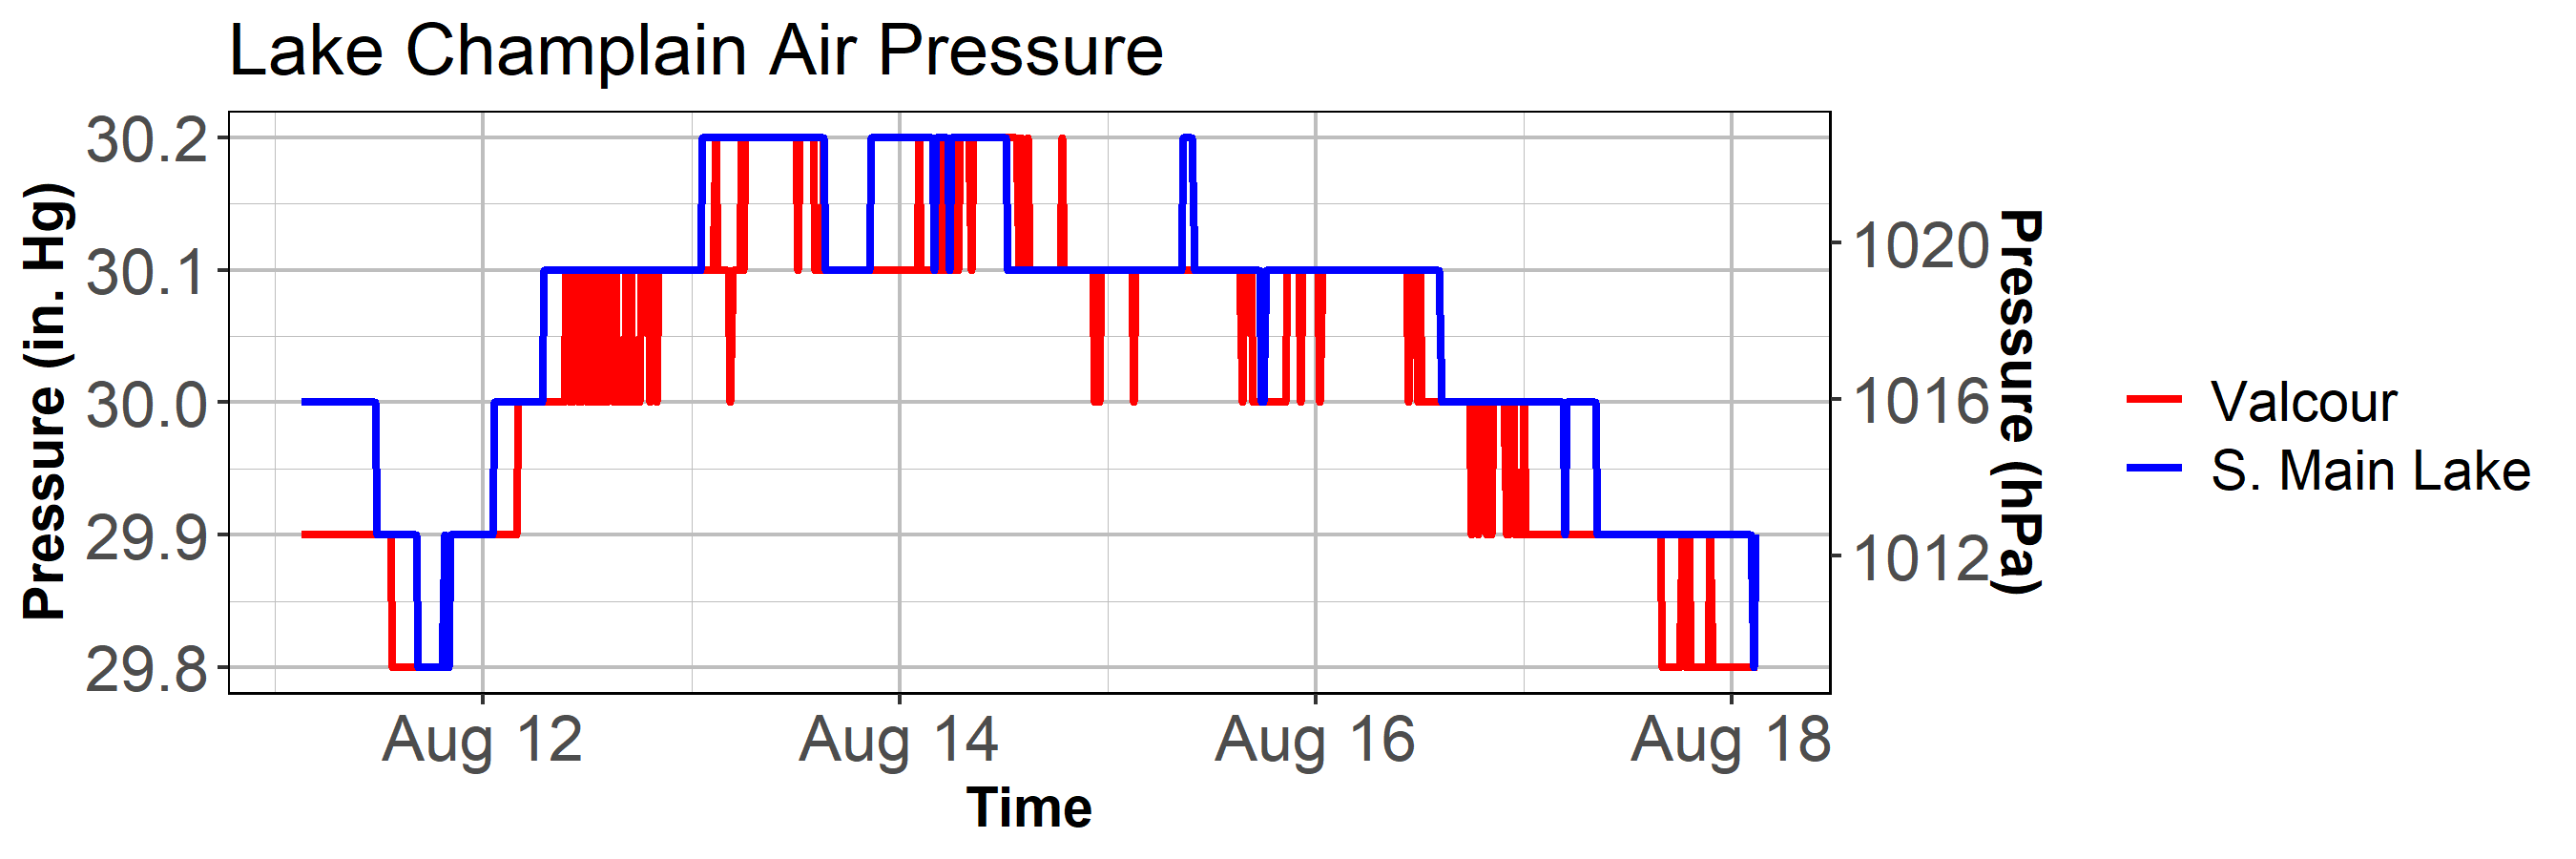 Lake Champlain Air Pressure
30.2
30.1
30.0
29.9
29.8
Pressure (in. Hg)
1020
1016
1012
Pressure (hPa)
Aug 12
Aug 14
Aug 16
Aug 18
Time
Valcour
S. Main Lake